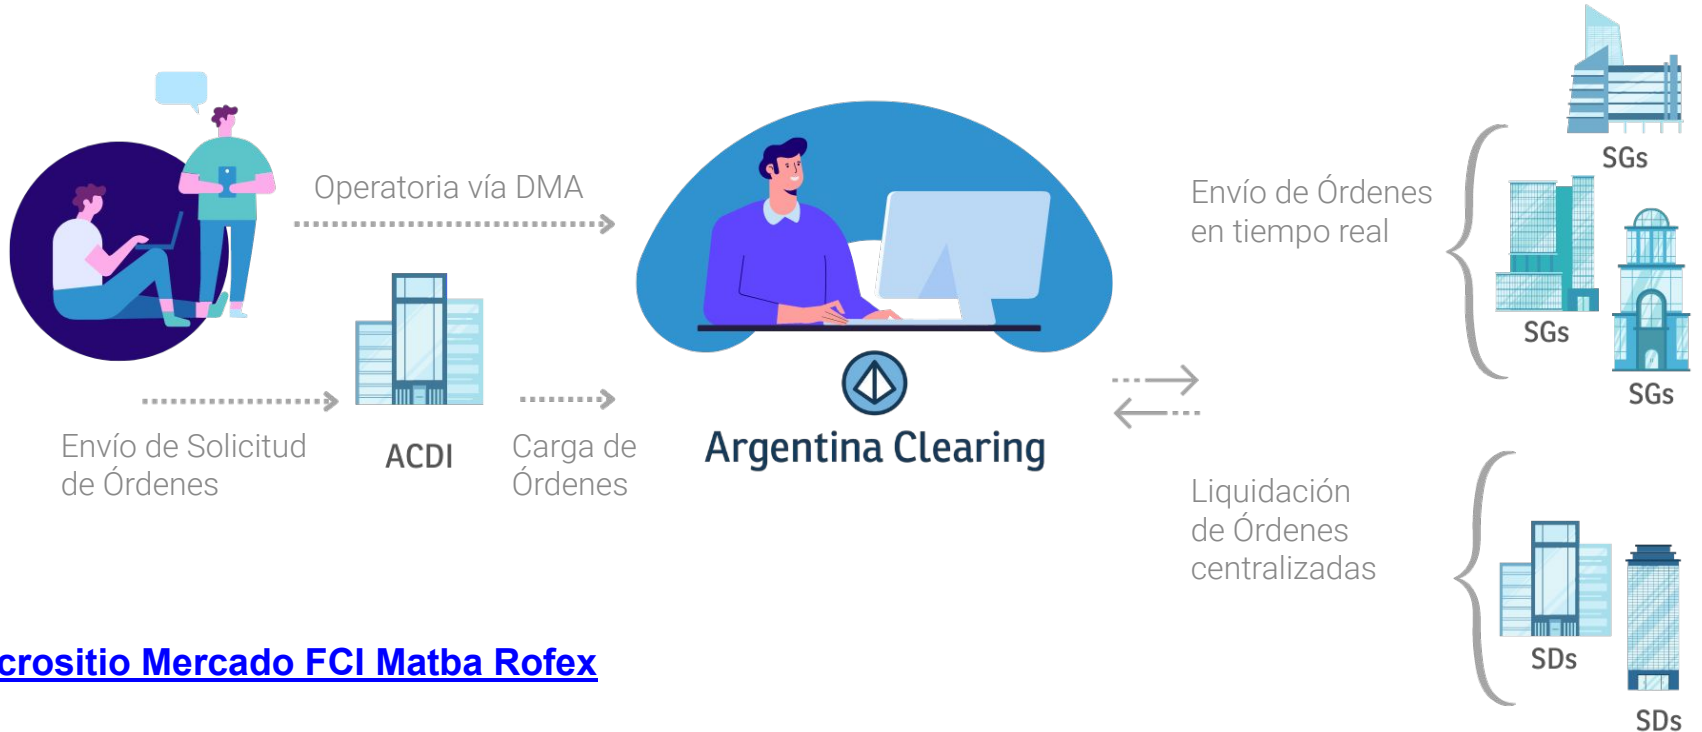 Operatoria vía DMA
Envío de Solicitud
de Órdenes
ACDI
Carga de
Órdenes
Argentina Clearing
Envío de Órdenes
en tiempo real
SGs
SGs
SGs
Liquidación
de Órdenes
centralizadas
SDs
SDs
crositio Mercado FCI Matba Rofex